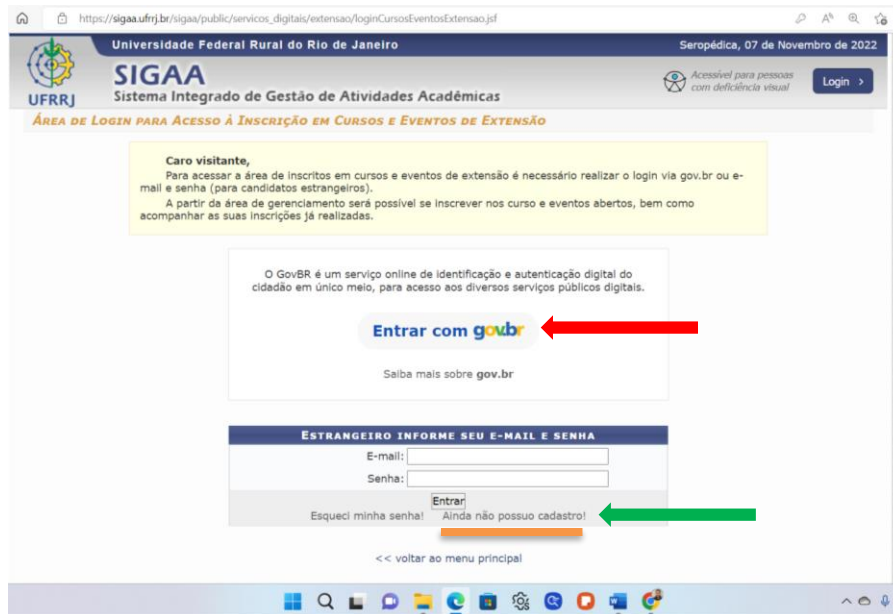 https://sigaa.ufrrj.br/sigaa/public/servicos_digitais/extensao/loginCursosEventosExtensao.jsf
Universidade Federal Rural do Rio de Janeiro
Seropédica, 07 de Novembro de 2022
UFRRJ
SIGAA
Sistema Integrado de Gestão de Atividades Acadêmicas
Acessível para pessoas
com deficiência visual
Login >
ÁREA DE LOGIN PARA ACESSO À INSCRIÇÃO EM CURSOS E EVENTOS DE EXTENSÃO
Caro visitante,
Para acessar a área de inscritos em cursos e eventos de extensão é necessário realizar o login via gov.br ou e-
mail e senha (para candidatos estrangeiros).
A partir da área de gerenciamento será possível se inscrever nos curso e eventos abertos, bem como
acompanhar as suas inscrições já realizadas.
O GovBR é um serviço online de identificação e autenticação digital do
cidadão em único meio, para acesso aos diversos serviços públicos digitais.
Entrar com gov.br
Saiba mais sobre gov.br
ESTRANGEIRO INFORME SEU E-MAIL E SENHA
E-mail:
Senha:
Entrar
Esqueci minha senha! Ainda não possuo cadastro!
<< voltar ao menu principal